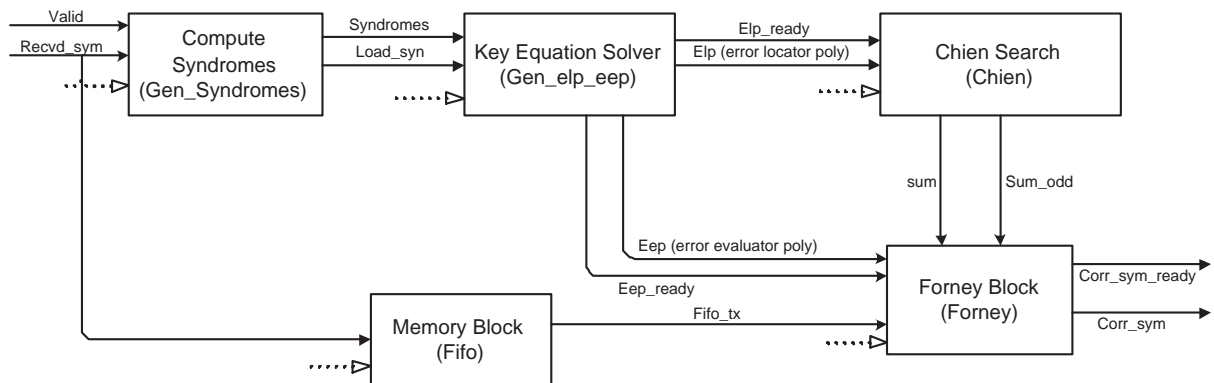 Valid
Recvd_sym
Compute
Syndromes
(Gen_Syndromes)
Syndromes
Load_syn
Key Equation Solver
(Gen_elp_eep)
Elp_ready
Elp (error locator poly)
Chien Search
(Chien)
sum
Sum_odd
Eep (error evaluator poly)
Eep_ready
Memory Block
(Fifo)
Fifo_tx
Forney Block
(Forney)
Corr_sym_ready
Corr_sym